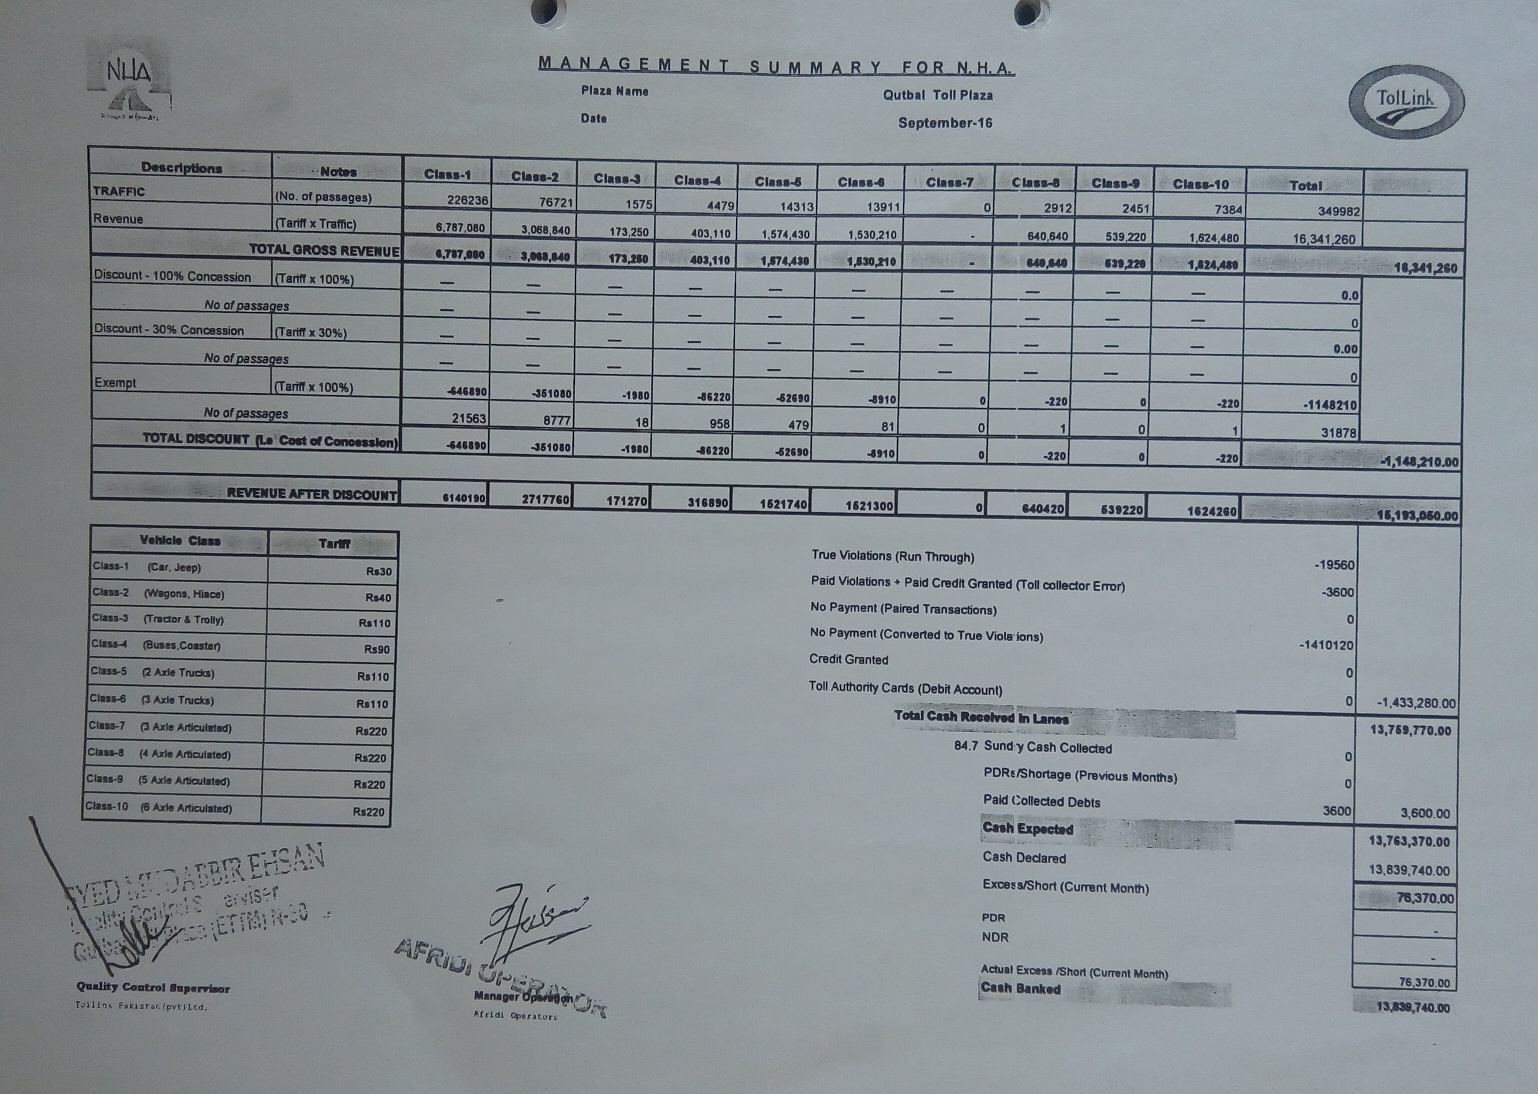 NHA
MANAGEMENT SUMMARY FOR N.H.A.
Plaza Name Qutbal Toll Plaza
Date September-16
TolLink
Descriptions Notes Class-1 Class-2 Class-3 Class-4 Class-5 Class-6 Class-7 Class-8 Class-9 Class-10 Total
TRAFFIC (No. of passages) 226236 76721 1575 4479 14313 13911 0 2912 2451 7384 349982
Revenue (Tariff x Traffic) 6,787,080 3,068,840 173,250 403,110 1,574,430 1,530,210 - 640,640 539,220 1,624,480 16,341,260
TOTAL GROSS REVENUE 6,787,080 3,068,840 173,250 403,110 1,574,430 1,530,210 - 640,640 539,220 1,624,480 16,341,260
Discount - 100% Concession (Tariff x 100%) — — — — — — — — — — 0.0
No of passages — — — — — — — — — — 0
Discount - 30% Concession (Tariff x 30%) — — — — — — — — — — 0.00
No of passages — — — — — — — — — — 0
Exempt (Tariff x 100%) -646890 -351080 -1980 -86220 -52690 -8910 0 -220 0 -220 -1148210
No of passages 21563 8777 18 958 479 81 0 1 0 1 31878
TOTAL DISCOUNT (I.e Cost of Concession) -646890 -351080 -1980 -86220 -52690 -8910 0 -220 0 -220 -1,148,210.00
REVENUE AFTER DISCOUNT 6140190 2717760 171270 316890 1521740 1521300 0 640420 539220 1624260 15,193,050.00
Vehicle Class Tariff
Class-1 (Car, Jeep) Rs30
Class-2 (Wagons, Hiace) Rs40
Class-3 (Tractor & Trolly) Rs110
Class-4 (Buses,Coaster) Rs90
Class-5 (2 Axle Trucks) Rs110
Class-6 (3 Axle Trucks) Rs110
Class-7 (3 Axle Articulated) Rs220
Class-8 (4 Axle Articulated) Rs220
Class-9 (5 Axle Articulated) Rs220
Class-10 (6 Axle Articulated) Rs220
True Violations (Run Through) -19560
Paid Violations + Paid Credit Granted (Toll collector Error) -3600
No Payment (Paired Transactions) 0
No Payment (Converted to True Violations) -1410120
Credit Granted 0
Toll Authority Cards (Debit Account) 0 -1,433,280.00
Total Cash Received in Lanes 13,759,770.00
84.7 Sundry Cash Collected 0
PDRs/Shortage (Previous Months) 0
Paid Collected Debts 3600 3,600.00
Cash Expected 13,763,370.00
Cash Declared 13,839,740.00
Excess/Short (Current Month) 76,370.00
PDR -
NDR -
Actual Excess /Short (Current Month) 76,370.00
Cash Banked 13,839,740.00
SYED MUDABBIR EHSAN
Quality Control Supervisor
(ETTM) N-80
Quality Control Supervisor
Tollink Pakistan (pvt) Ltd.
AFRIDI OPERATOR
Manager Operation
Afridi Operators